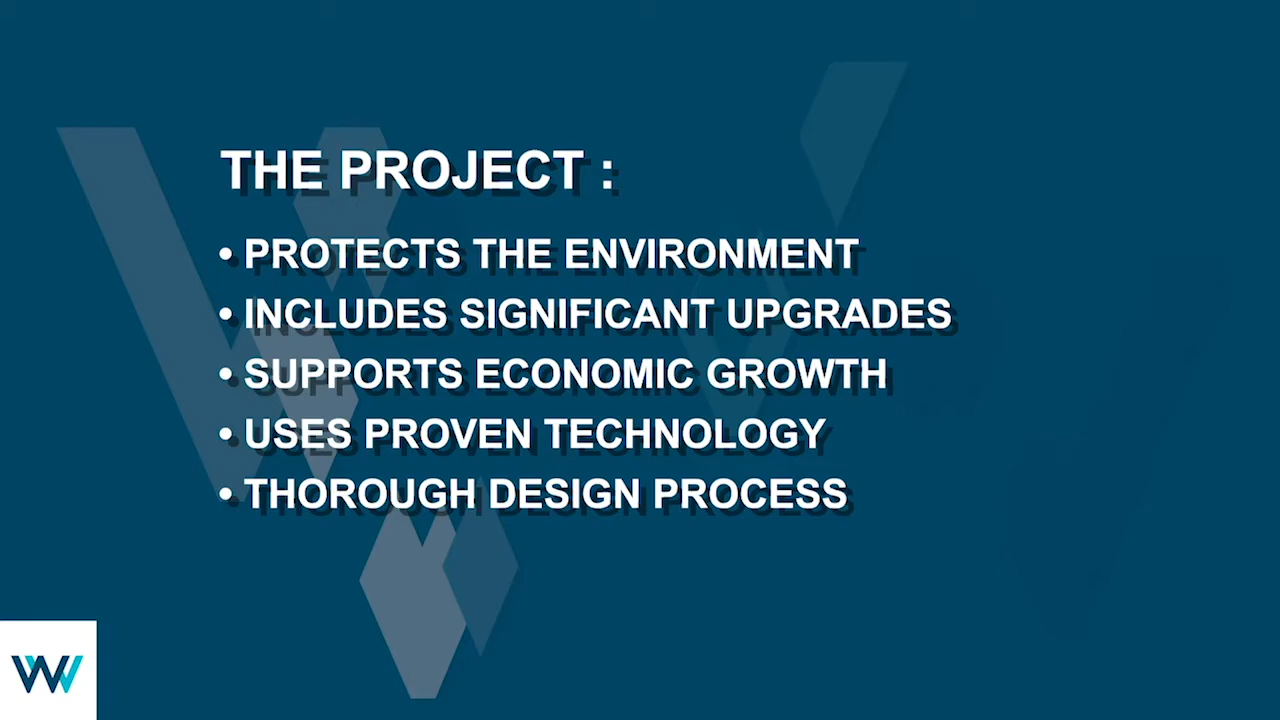 THE PROJECT :
• PROTECTS THE ENVIRONMENT
• INCLUDES SIGNIFICANT UPGRADES
• SUPPORTS ECONOMIC GROWTH
• USES PROVEN TECHNOLOGY
• THOROUGH DESIGN PROCESS